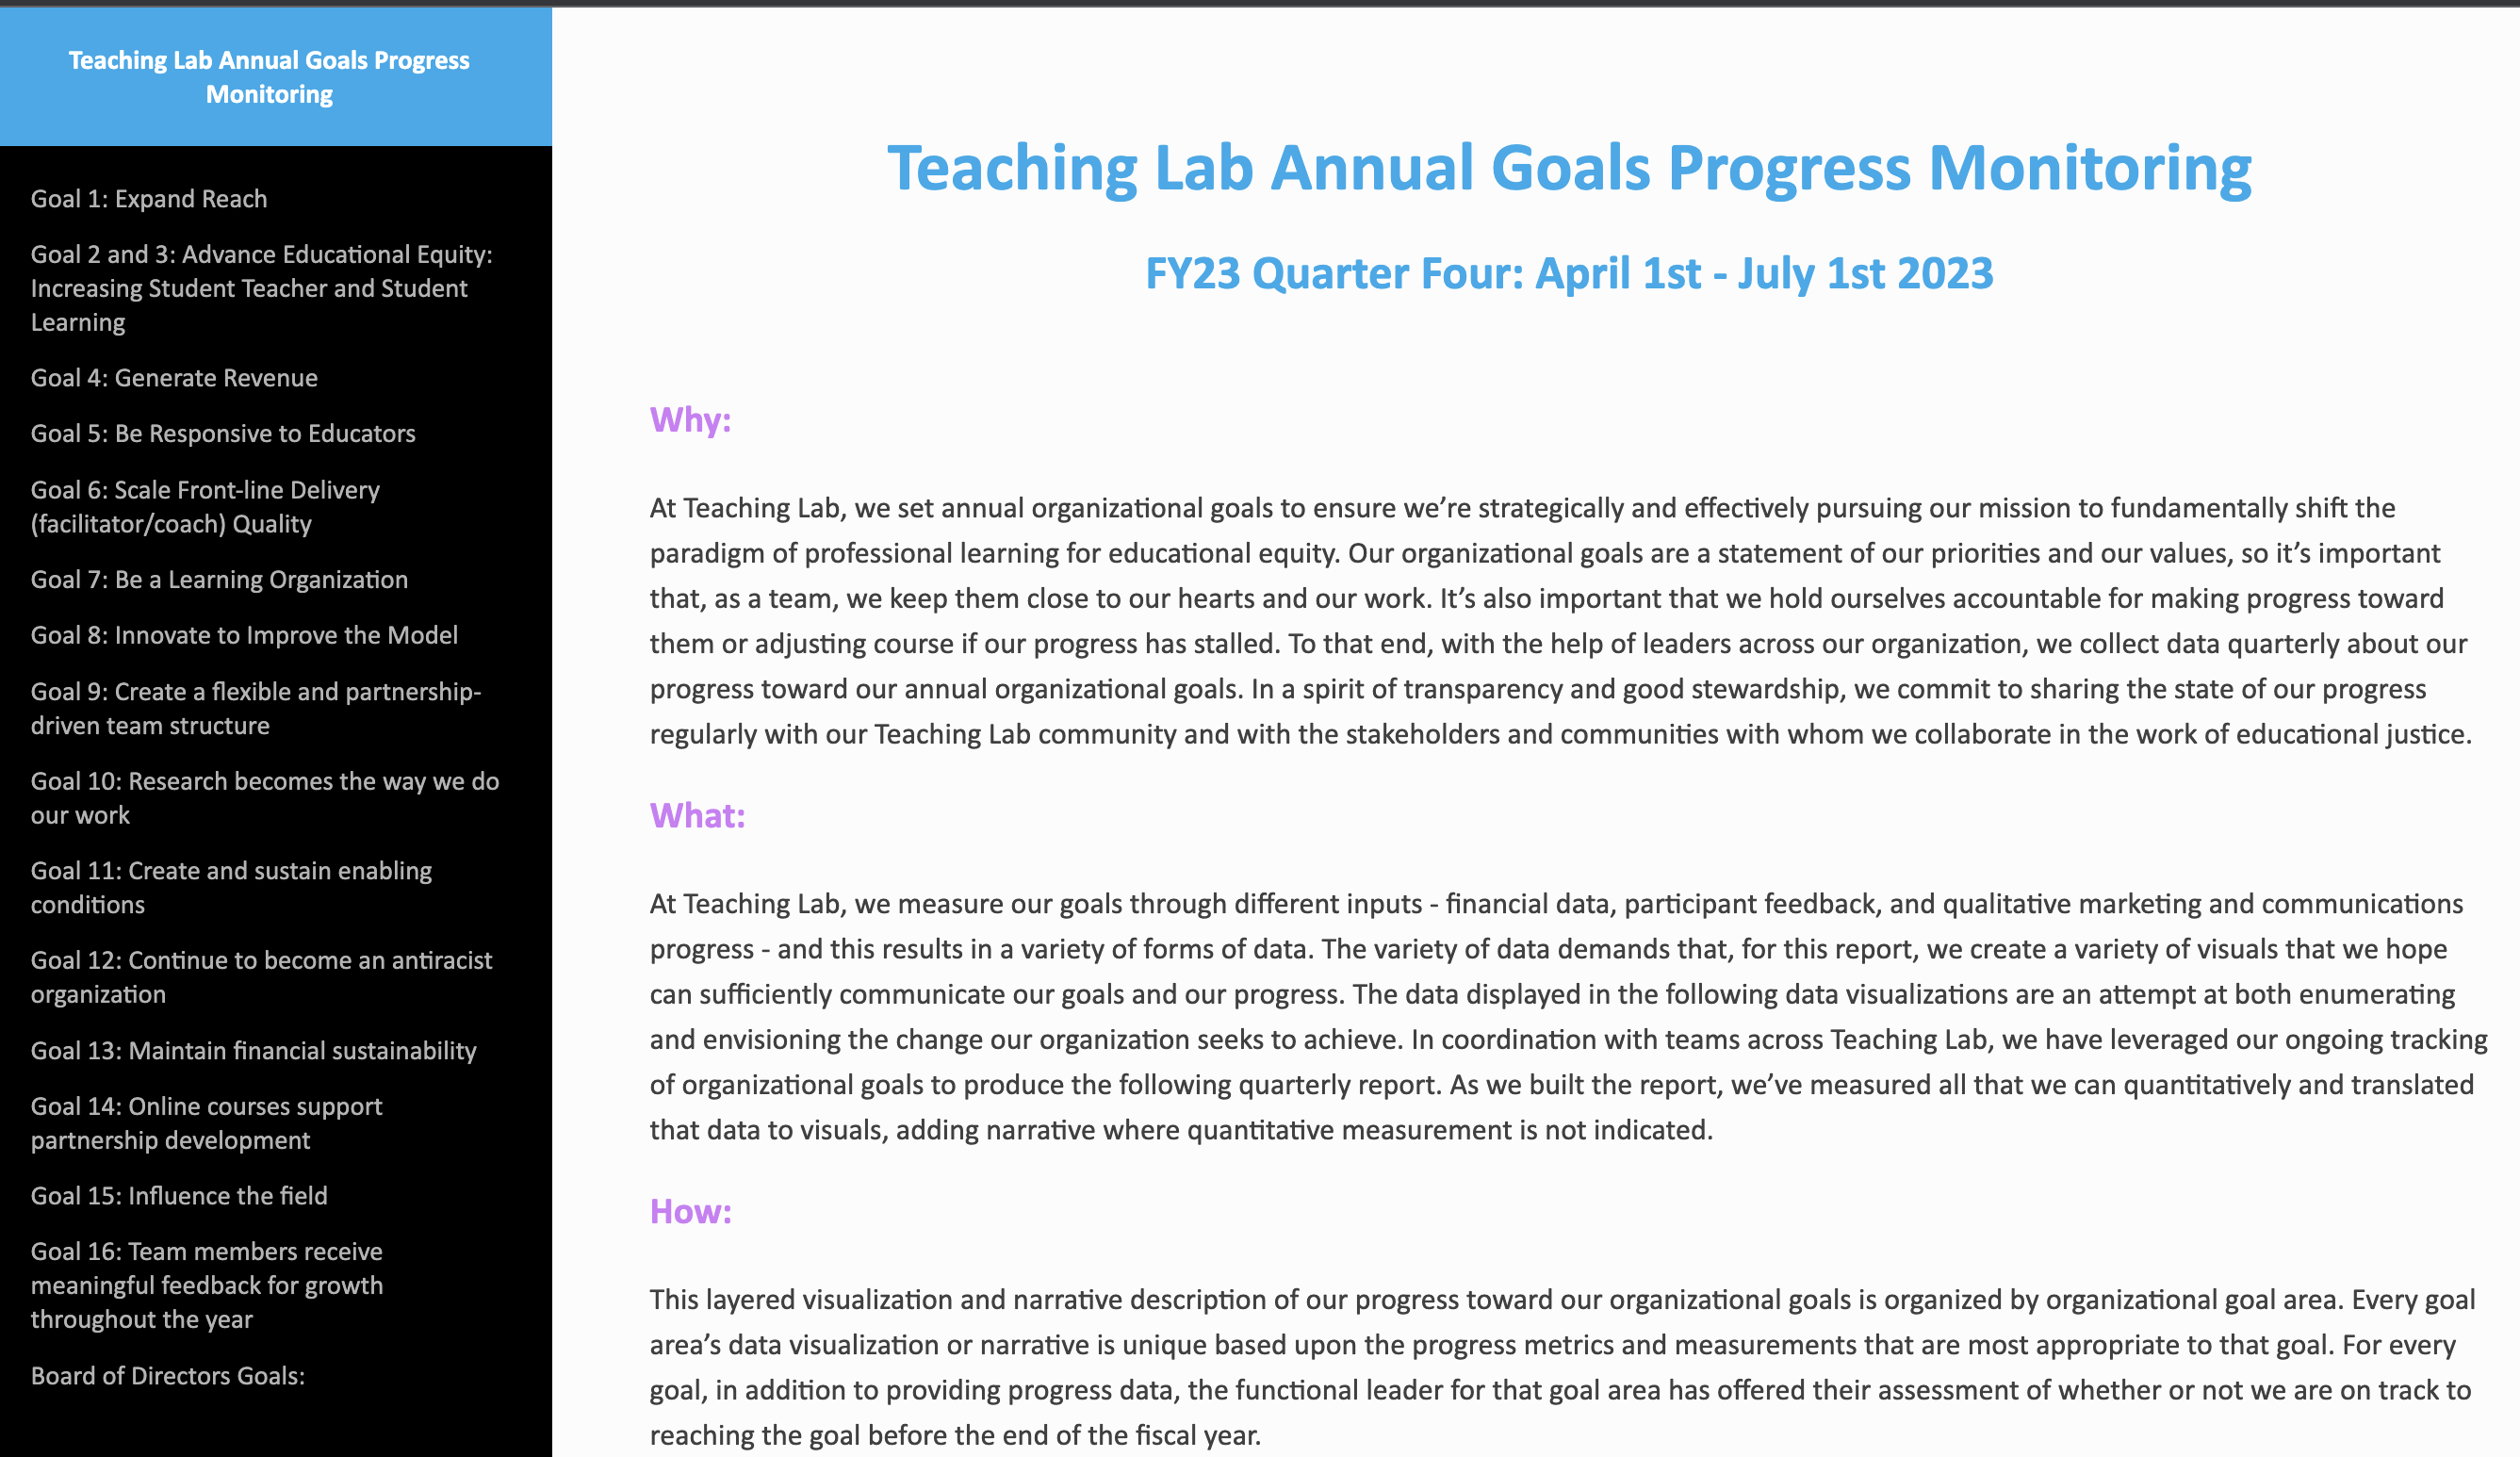 Teaching Lab Annual Goals Progress
Monitoring
Goal 1: Expand Reach
Goal 2 and 3: Advance Educational Equity:
Increasing Student Teacher and Student
Learning
Goal 4: Generate Revenue
Goal 5: Be Responsive to Educators
Goal 6: Scale Front-line Delivery
(facilitator/coach) Quality
Goal 7: Be a Learning Organization
Goal 8: Innovate to Improve the Model
Goal 9: Create a flexible and partnership-
driven team structure
Goal 10: Research becomes the way we do
our work
Goal 11: Create and sustain enabling
conditions
Goal 12: Continue to become an antiracist
organization
Goal 13: Maintain financial sustainability
Goal 14: Online courses support
partnership development
Goal 15: Influence the field
Goal 16: Team members receive
meaningful feedback for growth
throughout the year
Board of Directors Goals:
Teaching Lab Annual Goals Progress Monitoring
FY23 Quarter Four: April 1st - July 1st 2023
Why:
At Teaching Lab, we set annual organizational goals to ensure we’re strategically and effectively pursuing our mission to fundamentally shift the
paradigm of professional learning for educational equity. Our organizational goals are a statement of our priorities and our values, so it’s important
that, as a team, we keep them close to our hearts and our work. It’s also important that we hold ourselves accountable for making progress toward
them or adjusting course if our progress has stalled. To that end, with the help of leaders across our organization, we collect data quarterly about our
progress toward our annual organizational goals. In a spirit of transparency and good stewardship, we commit to sharing the state of our progress
regularly with our Teaching Lab community and with the stakeholders and communities with whom we collaborate in the work of educational justice.
What:
At Teaching Lab, we measure our goals through different inputs - financial data, participant feedback, and qualitative marketing and communications
progress - and this results in a variety of forms of data. The variety of data demands that, for this report, we create a variety of visuals that we hope
can sufficiently communicate our goals and our progress. The data displayed in the following data visualizations are an attempt at both enumerating
and envisioning the change our organization seeks to achieve. In coordination with teams across Teaching Lab, we have leveraged our ongoing tracking
of organizational goals to produce the following quarterly report. As we built the report, we’ve measured all that we can quantitatively and translated
that data to visuals, adding narrative where quantitative measurement is not indicated.
How:
This layered visualization and narrative description of our progress toward our organizational goals is organized by organizational goal area. Every goal
area’s data visualization or narrative is unique based upon the progress metrics and measurements that are most appropriate to that goal. For every
goal, in addition to providing progress data, the functional leader for that goal area has offered their assessment of whether or not we are on track to
reaching the goal before the end of the fiscal year.